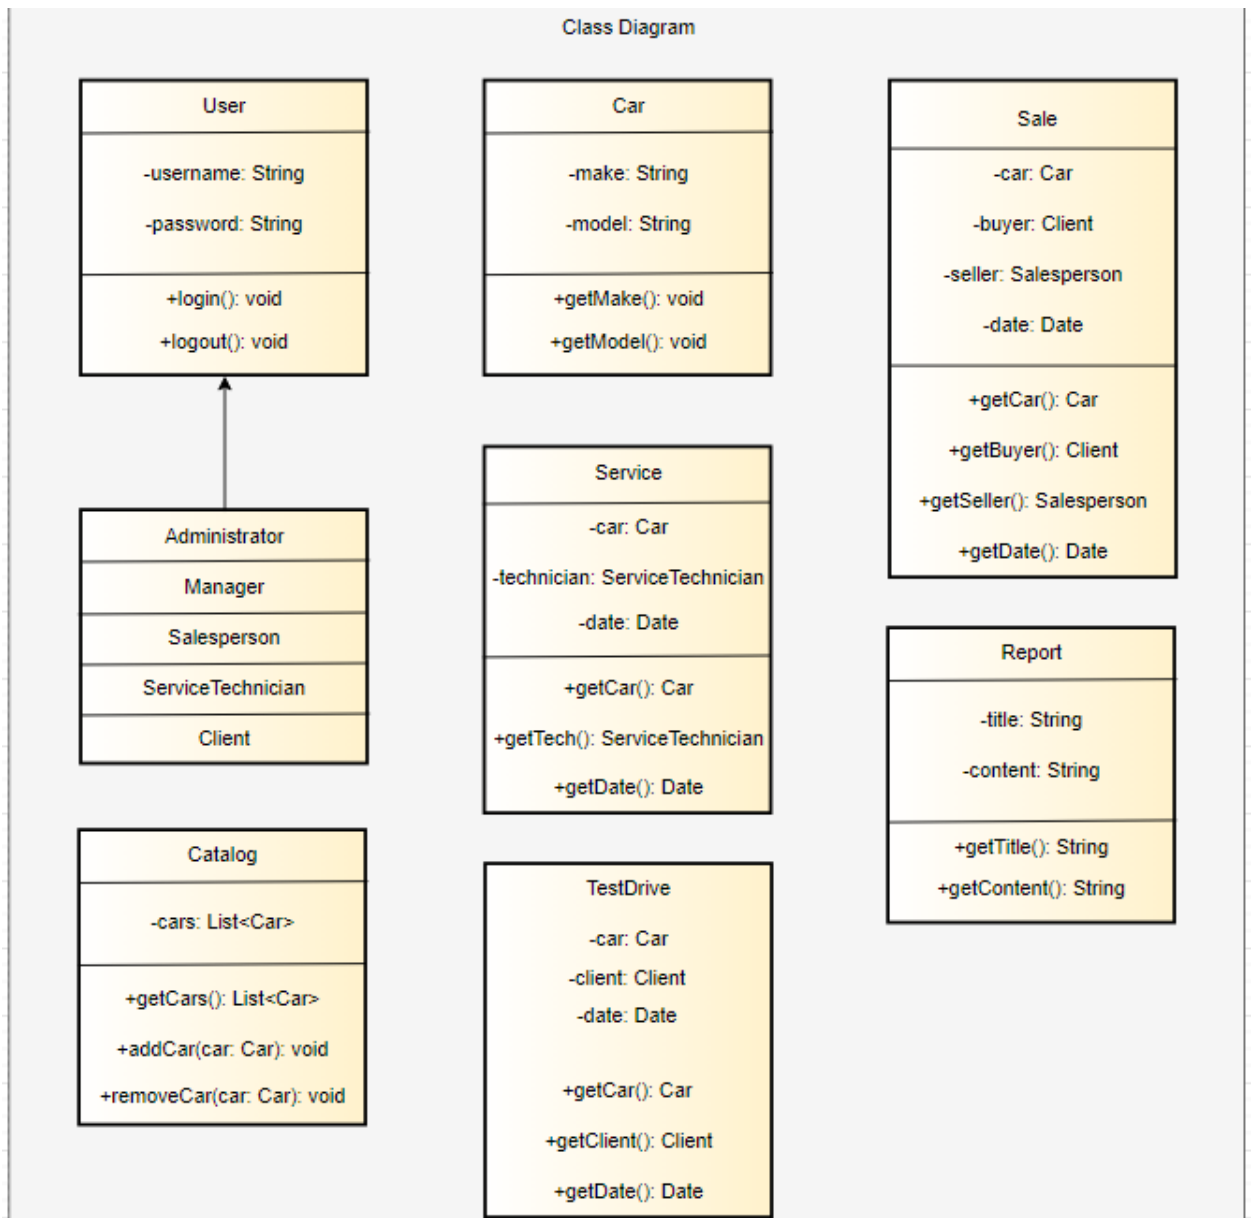 Class Diagram
User
-username: String
-password: String
+login(): void
+logout(): void
Administrator
Manager
Salesperson
ServiceTechnician
Client
Catalog
-cars: List<Car>
+getCars(): List<Car>
+addCar(car: Car): void
+removeCar(car: Car): void
Car
-make: String
-model: String
+getMake(): void
+getModel(): void
Service
-car: Car
-technician: ServiceTechnician
-date: Date
+getCar(): Car
+getTech(): ServiceTechnician
+getDate(): Date
TestDrive
-car: Car
-client: Client
-date: Date
+getCar(): Car
+getClient(): Client
+getDate(): Date
Sale
-car: Car
-buyer: Client
-seller: Salesperson
-date: Date
+getCar(): Car
+getBuyer(): Client
+getSeller(): Salesperson
+getDate(): Date
Report
-title: String
-content: String
+getTitle(): String
+getContent(): String